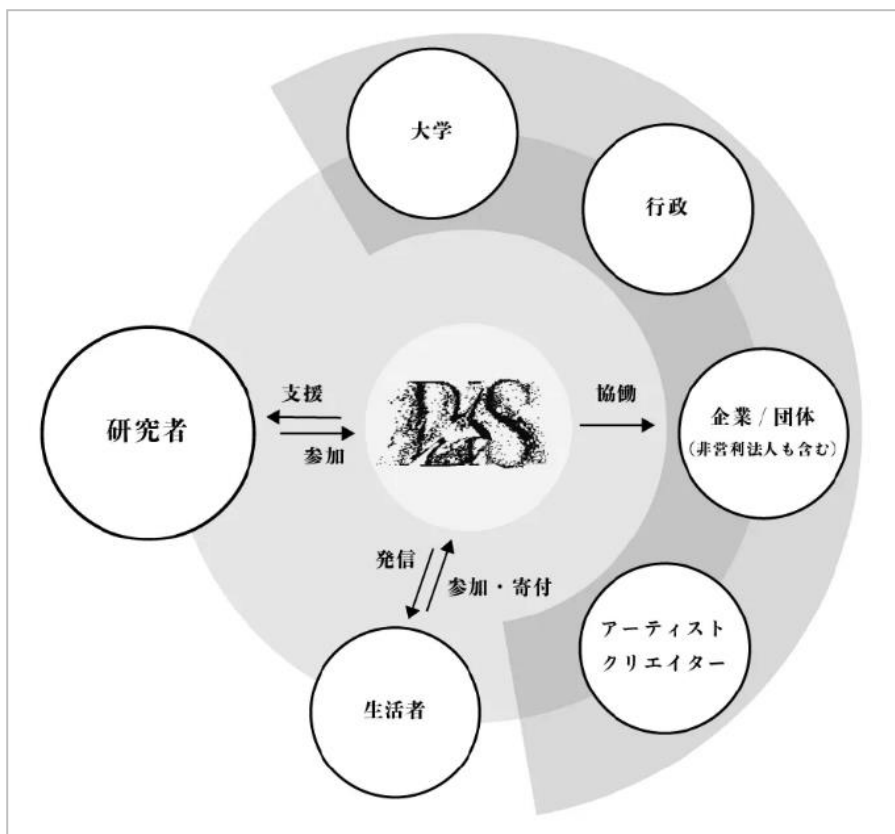 大学
行政
研究者
支援
参加
協働
企業 / 団体
(非営利法人も含む)
発信
参加・寄付
アーティスト
クリエイター
生活者